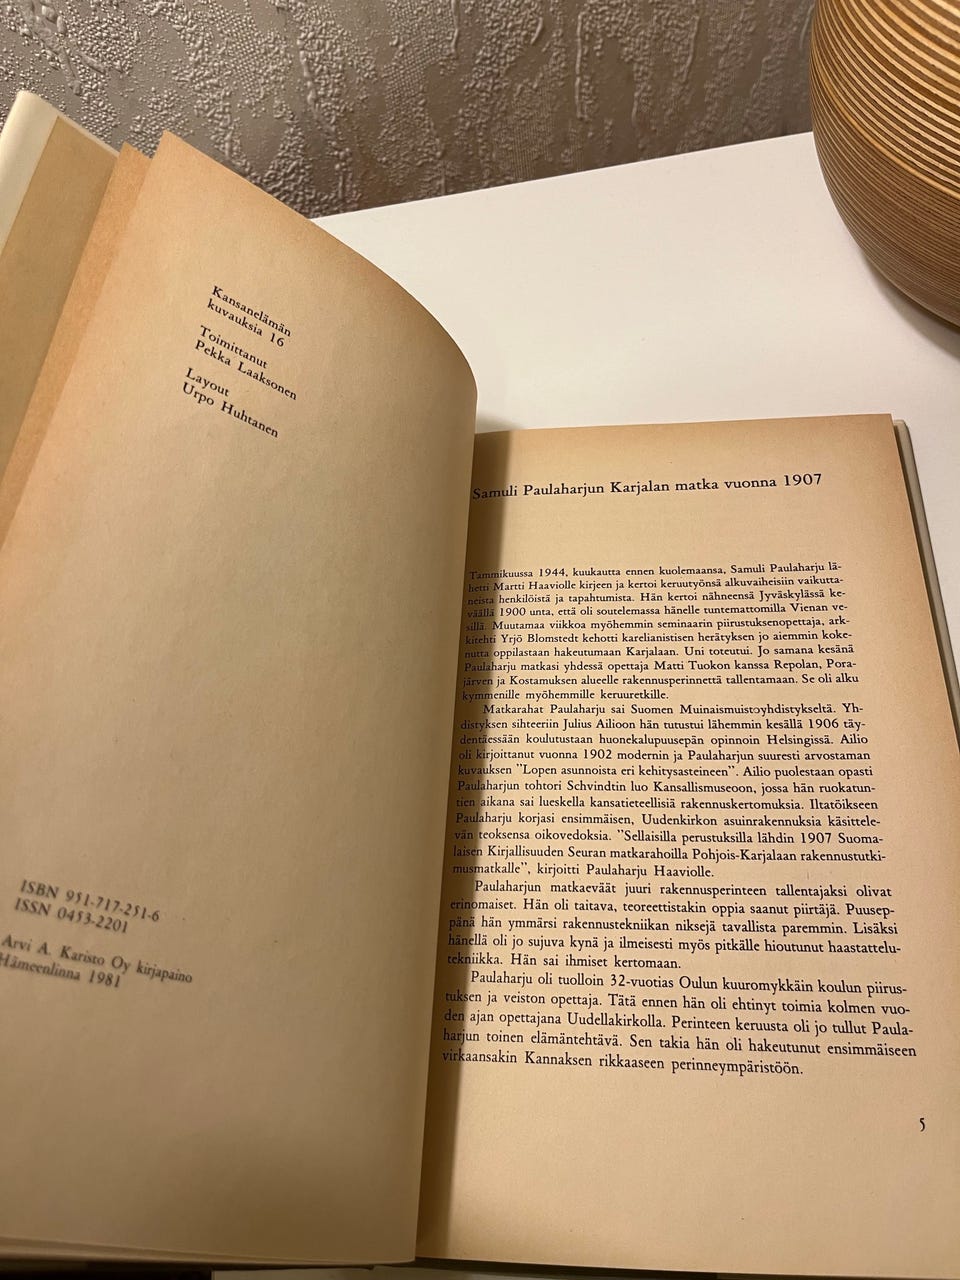 Kansanelämän
kuvauksia 16
Toimittanut
Pekka Laaksonen
Layout
Urpo Huhtanen
ISBN 951-717-251-6
ISSN 0453-2201
Arvi A. Karisto Oy kirjapaino
Hämeenlinna 1981
Samuli Paulaharjun Karjalan matka vuonna 1907
Tammikuussa 1944, kuukautta ennen kuolemaansa, Samuli Paulaharju lä-
hetti Martti Haaviolle kirjeen ja kertoi keruutyönsä alkuvaiheisiin vaikutta-
neista henkilöistä ja tapahtumista. Hän kertoi nähneensä Jyväskylässä ke-
väällä 1900 unta, että oli soutelemassa hänelle tuntemattomilla Vienan ve-
sillä. Muutamaa viikkoa myöhemmin seminaarin piirustuksenopettaja, ark-
kitehti Yrjö Blomstedt kehotti karelianistisen herätyksen jo aiemmin koke-
nutta oppilastaan hakeutumaan Karjalaan. Uni toteutui. Jo samana kesänä
Paulaharju matkasi yhdessä opettaja Matti Tuokon kanssa Repolan, Pora-
järven ja Kostamuksen alueelle rakennusperinnettä tallentamaan. Se oli alku
kymmenille myöhemmille keruuretkille.
Matkarahat Paulaharju sai Suomen Muinaismuistoyhdistykseltä. Yh-
distyksen sihteeriin Julius Ailioon hän tutustui lähemmin kesällä 1906 täy-
dentäessään koulutustaan huonekalupuusepän opinnoin Helsingissä. Ailio
oli kirjoittanut vuonna 1902 modernin ja Paulaharjun suuresti arvostaman
kuvauksen ”Lopen asunnoista eri kehitysasteineen”. Ailio puolestaan opasti
Paulaharjun tohtori Schvindtin luo Kansallismuseoon, jossa hän ruokatun-
tien aikana sai lueskella kansatieteellisiä rakennuskertomuksia. Iltatöikseen
Paulaharju korjasi ensimmäisen, Uudenkirkon asuinrakennuksia käsittele-
vän teoksensa oikovedoksia. ”Sellaisilla perustuksilla lähdin 1907 Suoma-
laisen Kirjallisuuden Seuran matkarahoilla Pohjois-Karjalaan rakennustutki-
musmatkalle”, kirjoitti Paulaharju Haaviolle.
Paulaharjun matkaeväät juuri rakennusperinteen tallentajaksi olivat
erinomaiset. Hän oli taitava, teoreettistakin oppia saanut piirtäjä. Puusep-
pänä hän ymmärsi rakennustekniikan niksejä tavallista paremmin. Lisäksi
hänellä oli jo sujuva kynä ja ilmeisesti myös pitkälle hioutunut haastattelu-
tekniikka. Hän sai ihmiset kertomaan.
Paulaharju oli tuolloin 32-vuotias Oulun kuuromykkäin koulun piirus-
tuksen ja veiston opettaja. Tätä ennen hän oli ehtinyt toimia kolmen vuo-
den ajan opettajana Uudellakirkolla. Perinteen keruusta oli jo tullut Paula-
harjun toinen elämäntehtävä. Sen takia hän oli hakeutunut ensimmäiseen
virkaansakin Kannaksen rikkaaseen perinneympäristöön.
5